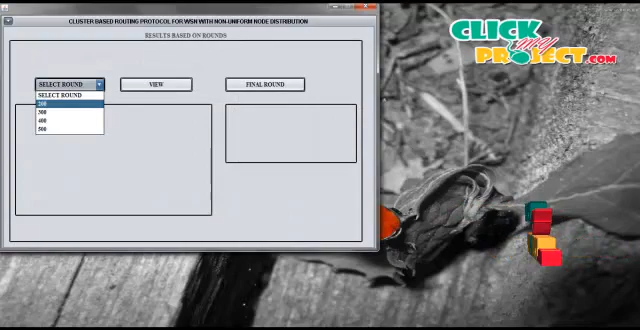 CLUSTER BASED ROUTING PROTOCOL FOR WSN WITH NON-UNIFORM NODE DISTRIBUTION
RESULTS BASED ON ROUNDS
SELECT ROUND
VIEW
FINAL ROUND
SELECT ROUND
200
300
400
500
CLICK
my
PROJECT.COM